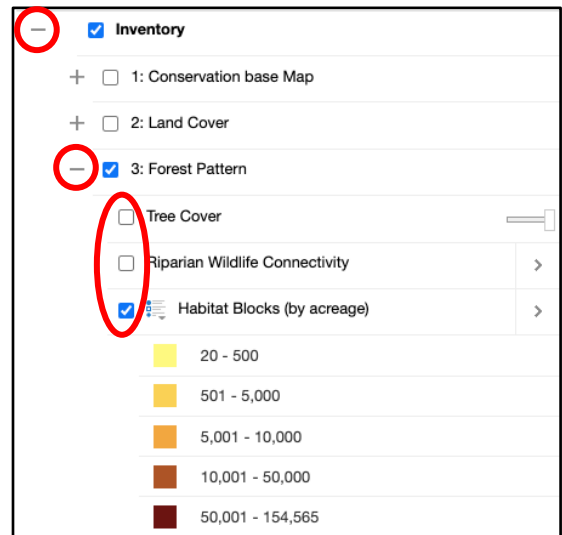 Inventory
1: Conservation base Map
2: Land Cover
3: Forest Pattern
Tree Cover
Riparian Wildlife Connectivity
Habitat Blocks (by acreage)
20 - 500
501 - 5,000
5,001 - 10,000
10,001 - 50,000
50,001 - 154,565